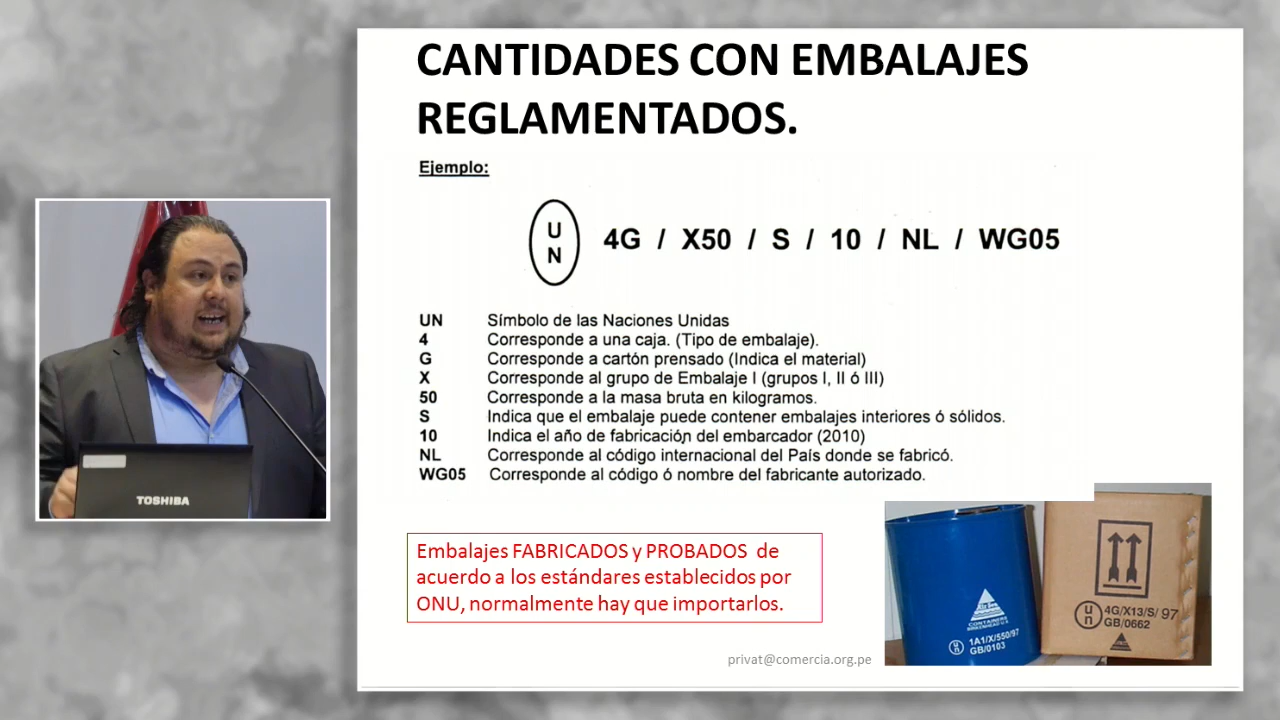 CANTIDADES CON EMBALAJES
REGLAMENTADOS.
Ejemplo:
U
N
4G / X50 / S / 10 / NL / WG05
UN Símbolo de las Naciones Unidas
4 Corresponde a una caja. (Tipo de embalaje).
G Corresponde a cartón prensado (Indica el material)
X Corresponde al grupo de Embalaje I (grupos I, II ó III)
50 Corresponde a la masa bruta en kilogramos.
S Indica que el embalaje puede contener embalajes interiores ó sólidos.
10 Indica el año de fabricación del embarcador (2010)
NL Corresponde al código internacional del País donde se fabricó.
WG05 Corresponde al código ó nombre del fabricante autorizado.
Embalajes FABRICADOS y PROBADOS de
acuerdo a los estándares establecidos por
ONU, normalmente hay que importarlos.
privat@comercia.org.pe
TOSHIBA
CONTAINERS
un
1A1/X/550/97
GB/0103
un
4G/X13/S/ 97
GB/0662